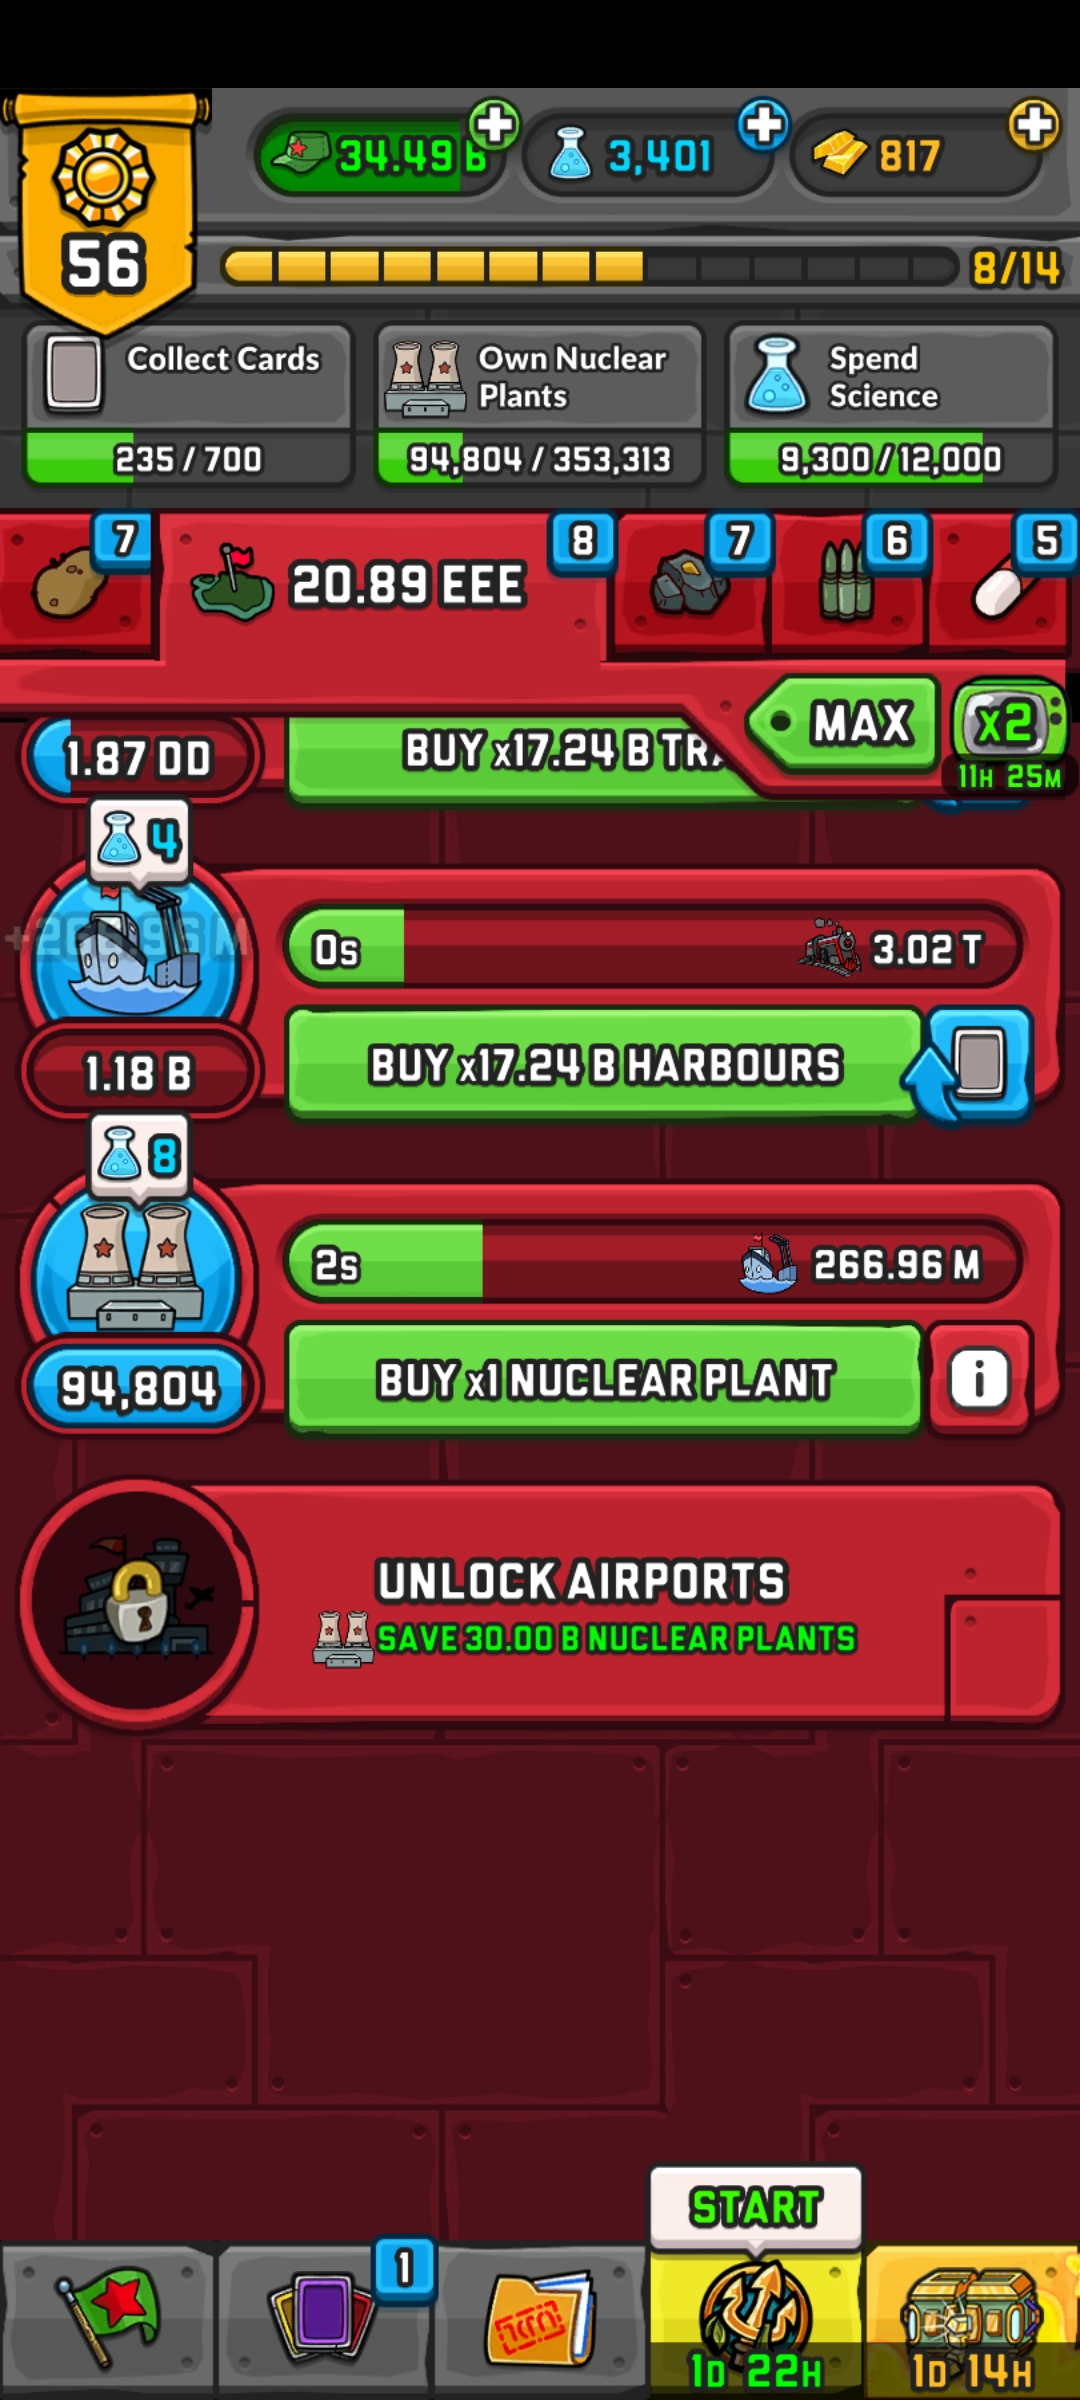 34.49 B
3,401
817
56
8/14
Collect Cards
235 / 700
Own Nuclear
Plants
94,804 / 353,313
Spend
Science
9,300 / 12,000
7
20.89 EEE
8
7
6
5
MAX
x2
11H 25M
1.87 DD
BUY x17.24 B TRA
4
+266.96 M
0s
3.02 T
1.18 B
BUY x17.24 B HARBOURS
8
2s
266.96 M
94,804
BUY x1 NUCLEAR PLANT
i
UNLOCK AIRPORTS
SAVE 30.00 B NUCLEAR PLANTS
START
1
1D 22H
1D 14H